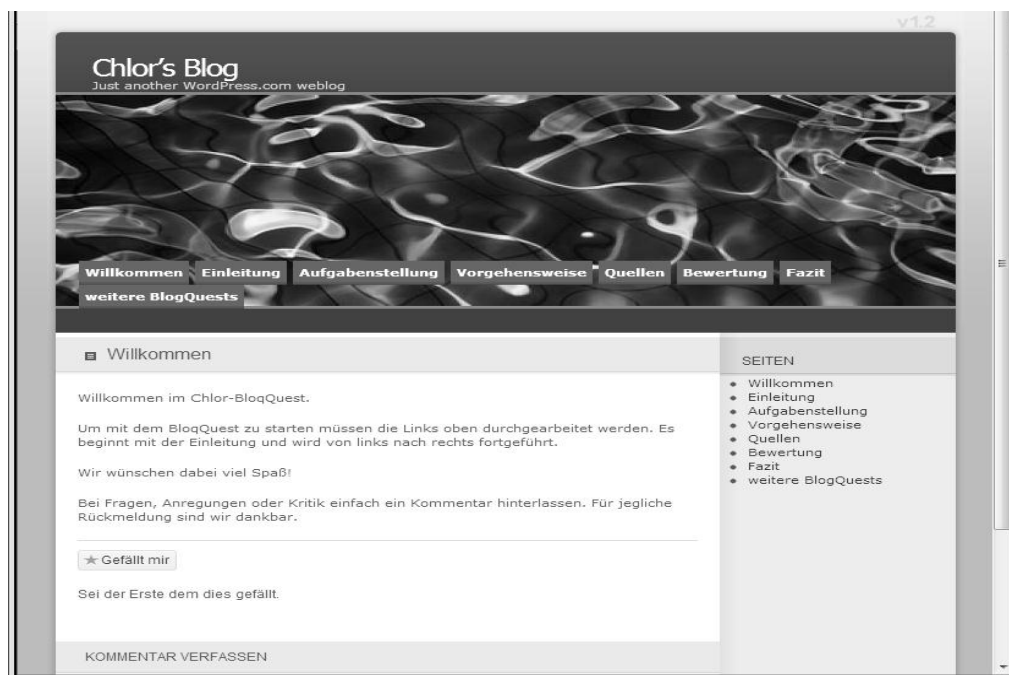 v1.2
Chlor's Blog
Just another WordPress.com weblog
Willkommen Einleitung Aufgabenstellung Vorgehensweise Quellen Bewertung Fazit
weitere BlogQuests
Willkommen
Willkommen im Chlor-BloqQuest.
Um mit dem BloqQuest zu starten müssen die Links oben durchgearbeitet werden. Es
beginnt mit der Einleitung und wird von links nach rechts fortgeführt.
Wir wünschen dabei viel Spaß!
Bei Fragen, Anregungen oder Kritik einfach ein Kommentar hinterlassen. Für jegliche
Rückmeldung sind wir dankbar.
Gefällt mir
Sei der Erste dem dies gefällt.
KOMMENTAR VERFASSEN
SEITEN
Willkommen
Einleitung
Aufgabenstellung
Vorgehensweise
Quellen
Bewertung
Fazit
weitere BlogQuests